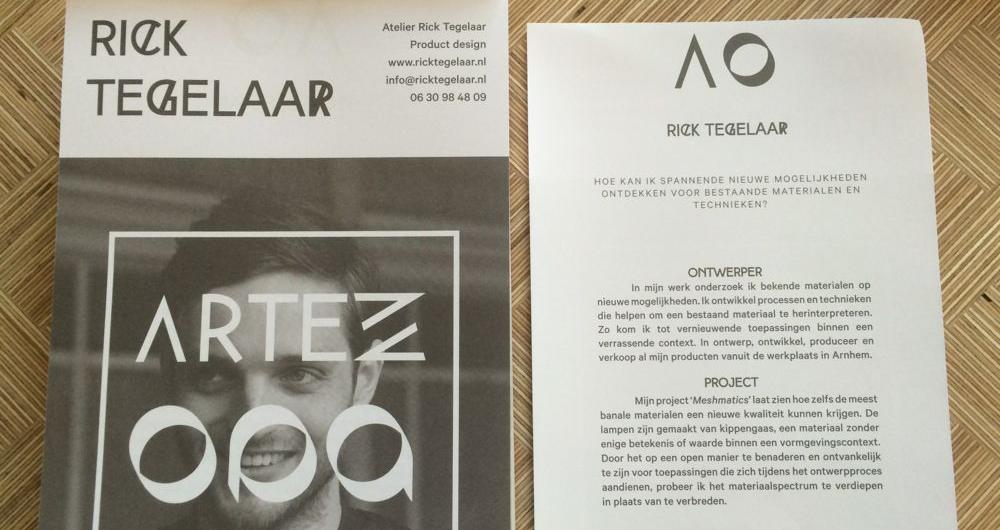 RICK
TEGELAAR
Atelier Rick Tegelaar
Product design
www.ricktegelaar.nl
info@ricktegelaar.nl
06 30 98 48 09
ARTEZ
OPA
AO
RICK TEGELAAR
HOE KAN IK SPANNENDE NIEUWE MOGELIJKHEDEN
ONTDEKKEN VOOR BESTAANDE MATERIALEN EN
TECHNIEKEN?
ONTWERPER
In mijn werk onderzoek ik bekende materialen op
nieuwe mogelijkheden. Ik ontwikkel processen en technieken
die helpen om een bestaand materiaal te herinterpreteren.
Zo kom ik tot vernieuwende toepassingen binnen een
verrassende context. In ontwerp, ontwikkel, produceer en
verkoop al mijn producten vanuit de werkplaats in Arnhem.
PROJECT
Mijn project ‘Meshmatics’ laat zien hoe zelfs de meest
banale materialen een nieuwe kwaliteit kunnen krijgen. De
lampen zijn gemaakt van kippengaas, een materiaal zonder
enige betekenis of waarde binnen een vormgevingscontext.
Door het op een open manier te benaderen en ontvankelijk
te zijn voor toepassingen die zich tijdens het ontwerpproces
aandienen, probeer ik het materiaalspectrum te verdiepen
in plaats van te verbreden.